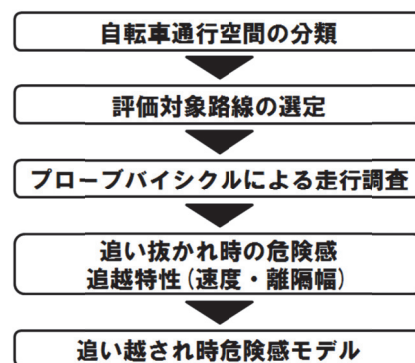 自転車通行空間の分類
評価対象路線の選定
プローブバイシクルによる走行調査
追い抜かれ時の危険感
追越特性(速度・離隔幅)
追い越され時危険感モデル